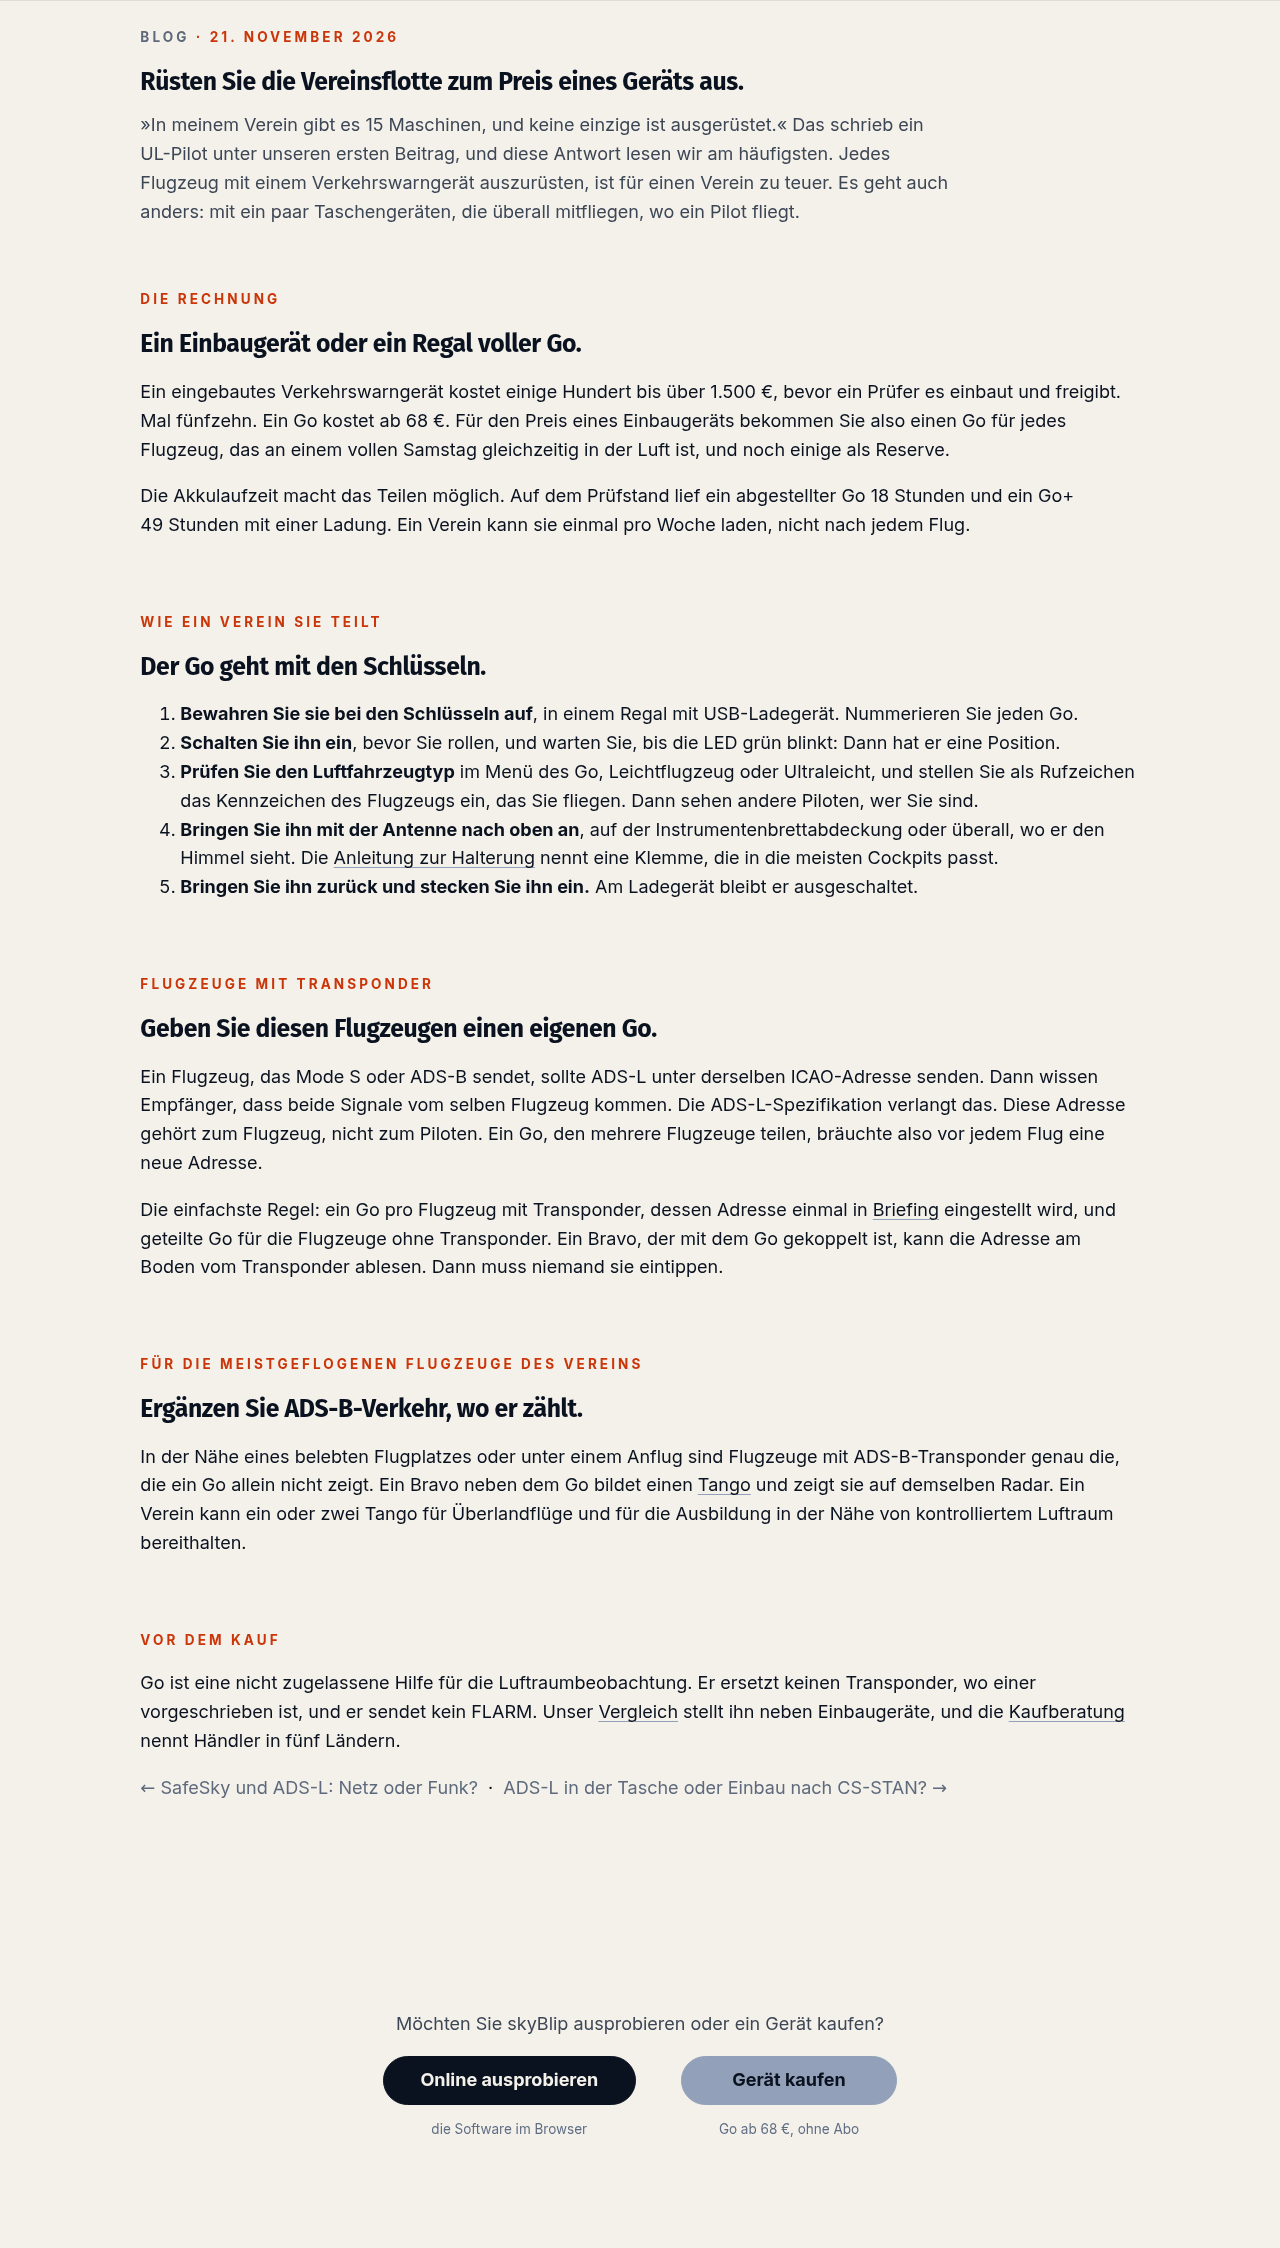 BLOG · 21. NOVEMBER 2026
Rüsten Sie die Vereinsflotte zum Preis eines Geräts aus.
»In meinem Verein gibt es 15 Maschinen, und keine einzige ist ausgerüstet.« Das schrieb ein
UL-Pilot unter unseren ersten Beitrag, und diese Antwort lesen wir am häufigsten. Jedes
Flugzeug mit einem Verkehrswarngerät auszurüsten, ist für einen Verein zu teuer. Es geht auch
anders: mit ein paar Taschengeräten, die überall mitfliegen, wo ein Pilot fliegt.
DIE RECHNUNG
Ein Einbaugerät oder ein Regal voller Go.
Ein eingebautes Verkehrswarngerät kostet einige Hundert bis über 1.500 €, bevor ein Prüfer es einbaut und freigibt.
Mal fünfzehn. Ein Go kostet ab 68 €. Für den Preis eines Einbaugeräts bekommen Sie also einen Go für jedes
Flugzeug, das an einem vollen Samstag gleichzeitig in der Luft ist, und noch einige als Reserve.
Die Akkulaufzeit macht das Teilen möglich. Auf dem Prüfstand lief ein abgestellter Go 18 Stunden und ein Go+
49 Stunden mit einer Ladung. Ein Verein kann sie einmal pro Woche laden, nicht nach jedem Flug.
WIE EIN VEREIN SIE TEILT
Der Go geht mit den Schlüsseln.
1. Bewahren Sie sie bei den Schlüsseln auf, in einem Regal mit USB-Ladegerät. Nummerieren Sie jeden Go.
2. Schalten Sie ihn ein, bevor Sie rollen, und warten Sie, bis die LED grün blinkt: Dann hat er eine Position.
3. Prüfen Sie den Luftfahrzeugtyp im Menü des Go, Leichtflugzeug oder Ultraleicht, und stellen Sie als Rufzeichen
das Kennzeichen des Flugzeugs ein, das Sie fliegen. Dann sehen andere Piloten, wer Sie sind.
4. Bringen Sie ihn mit der Antenne nach oben an, auf der Instrumentenbrettabdeckung oder überall, wo er den
Himmel sieht. Die Anleitung zur Halterung nennt eine Klemme, die in die meisten Cockpits passt.
5. Bringen Sie ihn zurück und stecken Sie ihn ein. Am Ladegerät bleibt er ausgeschaltet.
FLUGZEUGE MIT TRANSPONDER
Geben Sie diesen Flugzeugen einen eigenen Go.
Ein Flugzeug, das Mode S oder ADS-B sendet, sollte ADS-L unter derselben ICAO-Adresse senden. Dann wissen
Empfänger, dass beide Signale vom selben Flugzeug kommen. Die ADS-L-Spezifikation verlangt das. Diese Adresse
gehört zum Flugzeug, nicht zum Piloten. Ein Go, den mehrere Flugzeuge teilen, bräuchte also vor jedem Flug eine
neue Adresse.
Die einfachste Regel: ein Go pro Flugzeug mit Transponder, dessen Adresse einmal in Briefing eingestellt wird, und
geteilte Go für die Flugzeuge ohne Transponder. Ein Bravo, der mit dem Go gekoppelt ist, kann die Adresse am
Boden vom Transponder ablesen. Dann muss niemand sie eintippen.
FÜR DIE MEISTGEFLOGENEN FLUGZEUGE DES VEREINS
Ergänzen Sie ADS-B-Verkehr, wo er zählt.
In der Nähe eines belebten Flugplatzes oder unter einem Anflug sind Flugzeuge mit ADS-B-Transponder genau die,
die ein Go allein nicht zeigt. Ein Bravo neben dem Go bildet einen Tango und zeigt sie auf demselben Radar. Ein
Verein kann ein oder zwei Tango für Überlandflüge und für die Ausbildung in der Nähe von kontrolliertem Luftraum
bereithalten.
VOR DEM KAUF
Go ist eine nicht zugelassene Hilfe für die Luftraumbeobachtung. Er ersetzt keinen Transponder, wo einer
vorgeschrieben ist, und er sendet kein FLARM. Unser Vergleich stellt ihn neben Einbaugeräte, und die Kaufberatung
nennt Händler in fünf Ländern.
← SafeSky und ADS-L: Netz oder Funk? · ADS-L in der Tasche oder Einbau nach CS-STAN? →
Möchten Sie skyBlip ausprobieren oder ein Gerät kaufen?
Online ausprobieren Gerät kaufen
die Software im Browser Go ab 68 €, ohne Abo